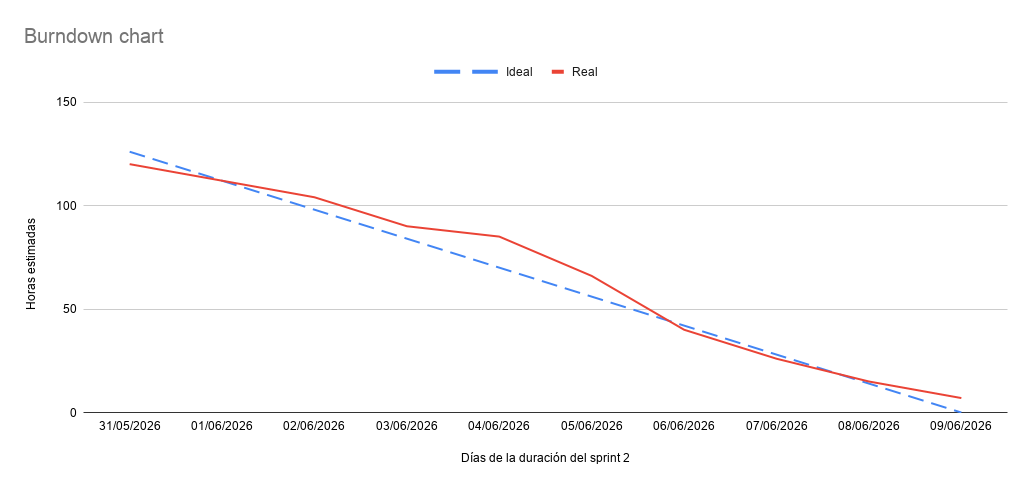 Burndown chart
Ideal Real
150
100
50
0
Horas estimadas
31/05/2026 01/06/2026 02/06/2026 03/06/2026 04/06/2026 05/06/2026 06/06/2026 07/06/2026 08/06/2026 09/06/2026
Días de la duración del sprint 2